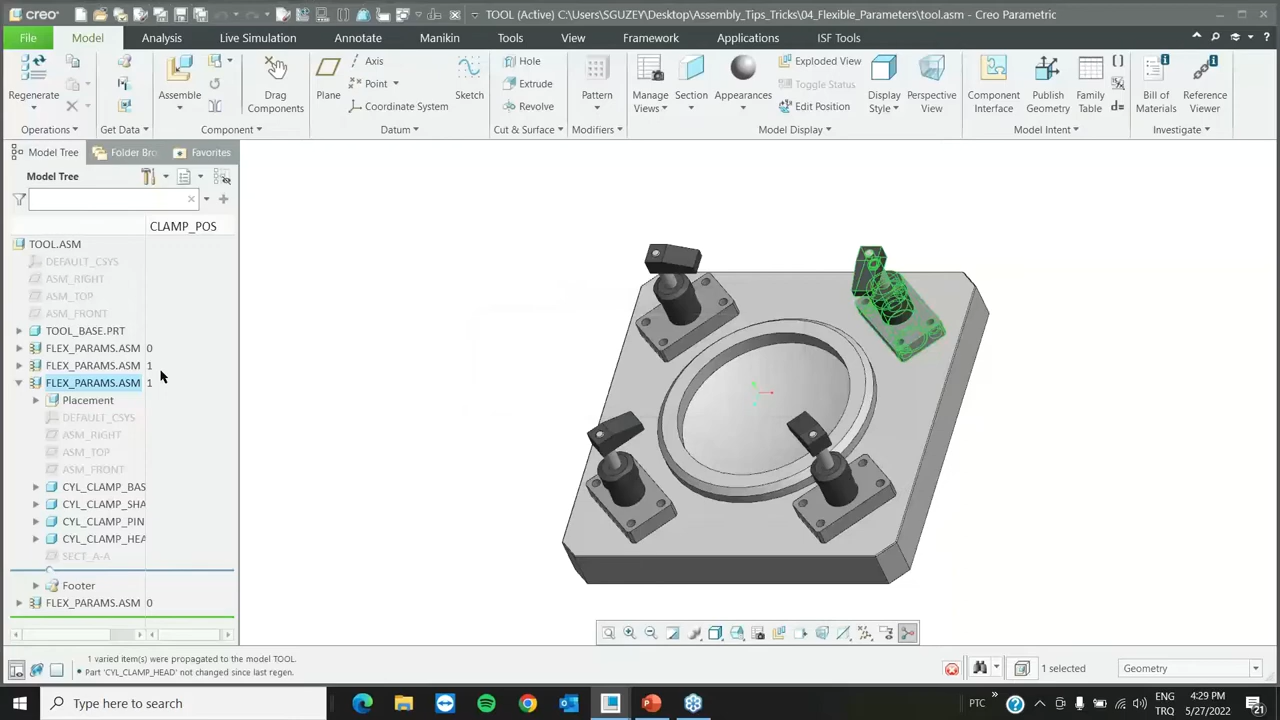 creo
TOOL (Active) C:\Users\SGUZEY\Desktop\Assembly_Tips_Tricks\04_Flexible_Parameters\tool.asm - Creo Parametric
File
Model
Analysis
Live Simulation
Annotate
Manikin
Tools
View
Framework
Applications
ISF Tools
Regenerate
Operations
Get Data
Assemble
Drag
Components
Component
Plane
Axis
Point
Coordinate System
Sketch
Datum
Hole
Extrude
Revolve
Cut & Surface
Pattern
Modifiers
Manage
Views
Section
Appearances
Exploded View
Toggle Status
Edit Position
Display
Style
Perspective
View
Model Display
Component
Interface
Publish
Geometry
Family
Table
Model Intent
Bill of
Materials
Reference
Viewer
Investigate
Model Tree
Folder Bro
Favorites
Model Tree
CLAMP_POS
TOOL.ASM
DEFAULT_CSYS
ASM_RIGHT
ASM_TOP
ASM_FRONT
TOOL_BASE.PRT
FLEX_PARAMS.ASM 0
FLEX_PARAMS.ASM 1
FLEX_PARAMS.ASM 1
Placement
DEFAULT_CSYS
ASM_RIGHT
ASM_TOP
ASM_FRONT
CYL_CLAMP_BAS
CYL_CLAMP_SHA
CYL_CLAMP_PIN
CYL_CLAMP_HEA
SECT_A-A
Footer
FLEX_PARAMS.ASM 0
1 varied item(s) were propagated to the model TOOL.
Part 'CYL_CLAMP_HEAD' not changed since last regen.
1 selected
Geometry
Type here to search
PTC
ENG
TRQ
4:29 PM
5/27/2022
21